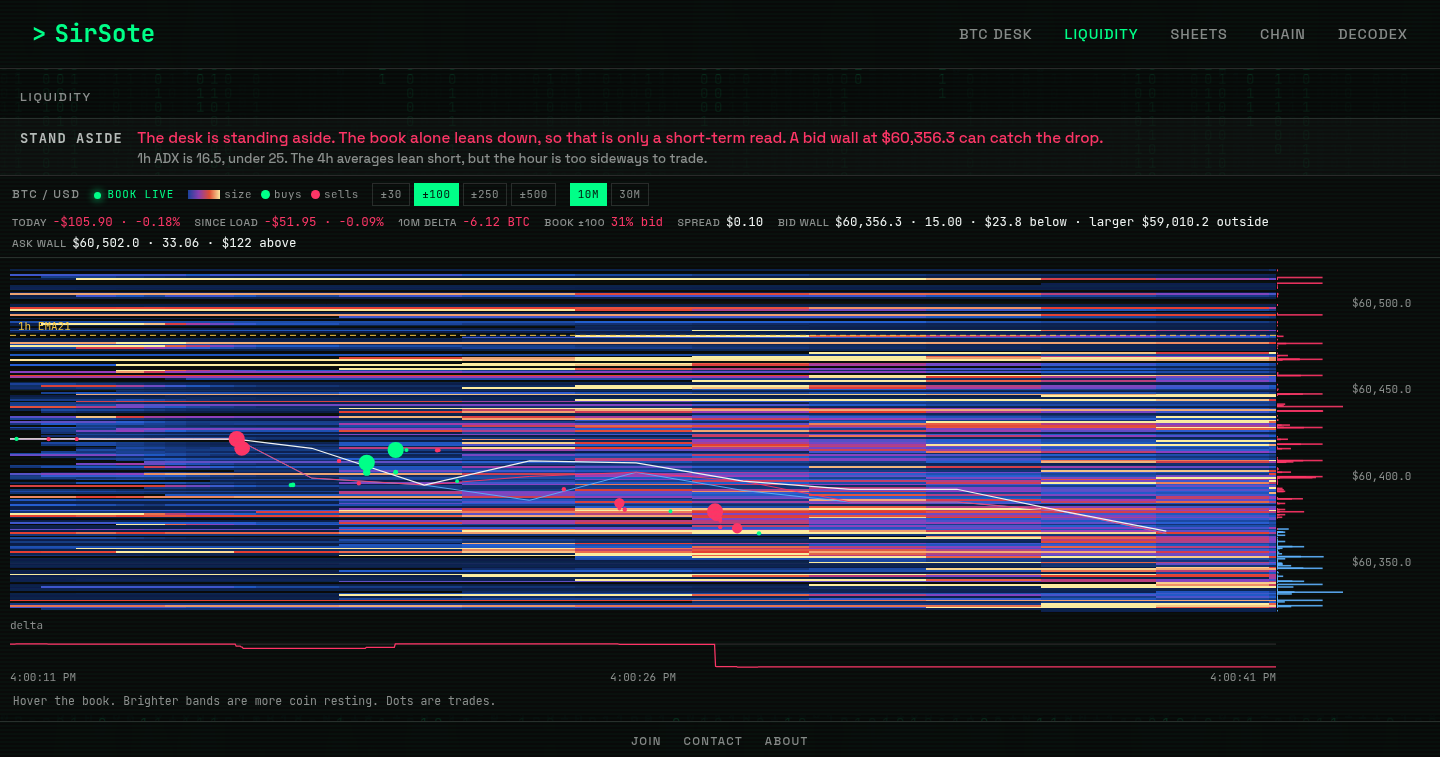 > SirSote
BTC DESK LIQUIDITY SHEETS CHAIN DECODEX
LIQUIDITY
STAND ASIDE The desk is standing aside. The book alone leans down, so that is only a short-term read. A bid wall at $60,356.3 can catch the drop.
1h ADX is 16.5, under 25. The 4h averages lean short, but the hour is too sideways to trade.
BTC / USD BOOK LIVE size buys sells ±30 ±100 ±250 ±500 10M 30M
TODAY -$105.90 · -0.18% SINCE LOAD -$51.95 · -0.09% 10M DELTA -6.12 BTC BOOK ±100 31% bid SPREAD $0.10 BID WALL $60,356.3 · 15.00 · $23.8 below · larger $59,010.2 outside
ASK WALL $60,502.0 · 33.06 · $122 above
$60,500.0
1h EMA21
$60,450.0
$60,400.0
$60,350.0
delta
4:00:11 PM 4:00:26 PM 4:00:41 PM
Hover the book. Brighter bands are more coin resting. Dots are trades.
JOIN CONTACT ABOUT